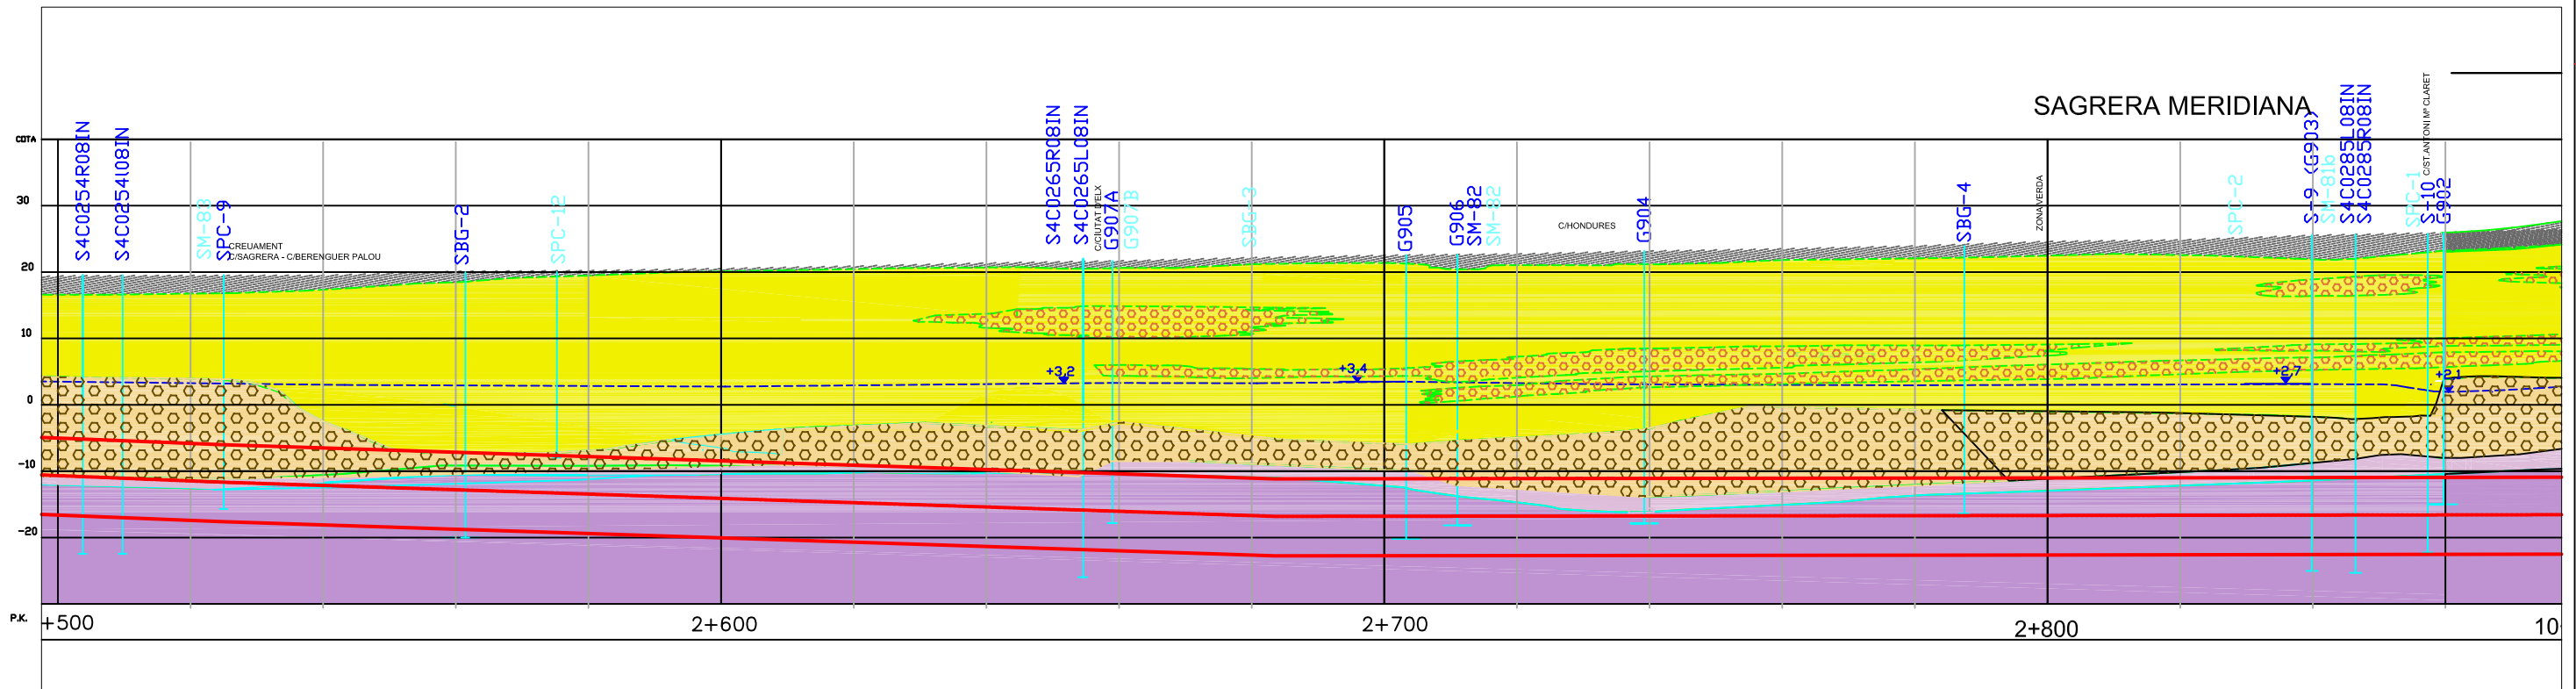 SAGRERA MERIDIANA
COTA
30
20
10
0
-10
-20
P.K.
S4C0254R08IN
S4C0254l08IN
SM-83
SPC-9
CREUAMENT
C/SAGRERA - C/BERENGUER PALOU
SBG-2
SPC-12
S4C0265R08IN
S4C0265L08IN
C/CIUTAT D'ELX
G907A
G907B
SBG-3
G905
G906
SM-82
SM-82
C/HONDURES
G904
SBG-4
ZONA VERDA
SPC-2
S-9 (G903)
SM-81b
S4C0285L08IN
S4C0285R08IN
SPC-1
S-10
C/ST.ANTONI Mª CLARET
G902
+3,2
+3,4
+2,7
+2,1
+500
2+600
2+700
2+800
10